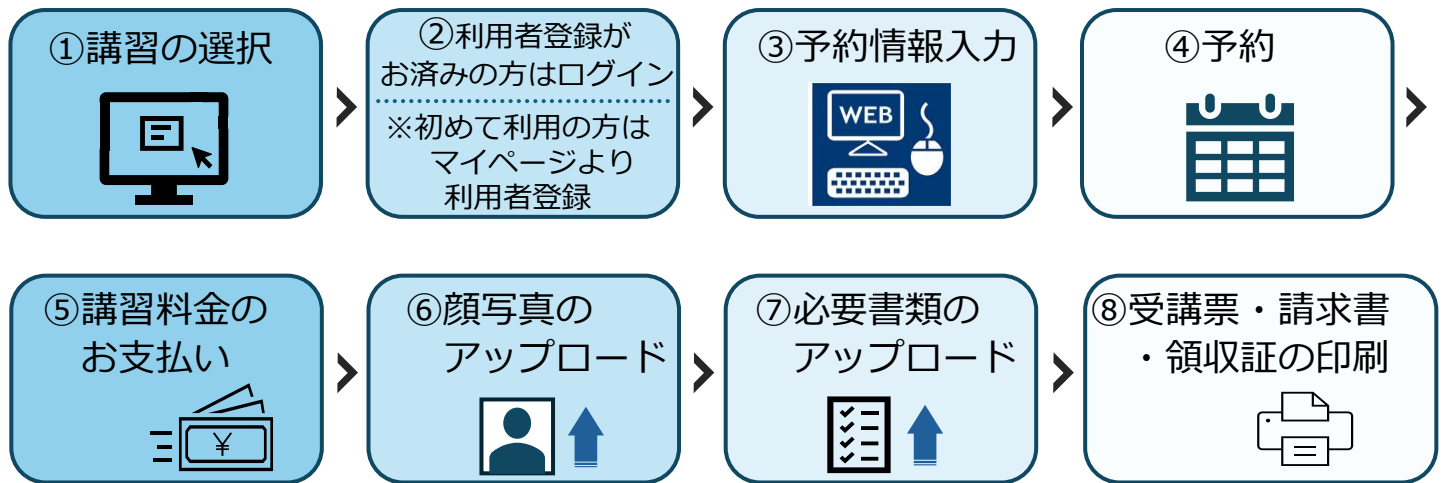 ①講習の選択
②利用者登録が
お済みの方はログイン
※初めて利用の方は
マイページより
利用者登録
③予約情報入力
WEB
④予約
⑤講習料金の
お支払い
¥
⑥顔写真の
アップロード
⑦必要書類の
アップロード
⑧受講票・請求書
・領収証の印刷